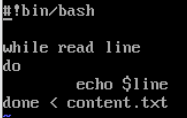 #!bin/bash
while read line
do
echo $line
done < content.txt
~